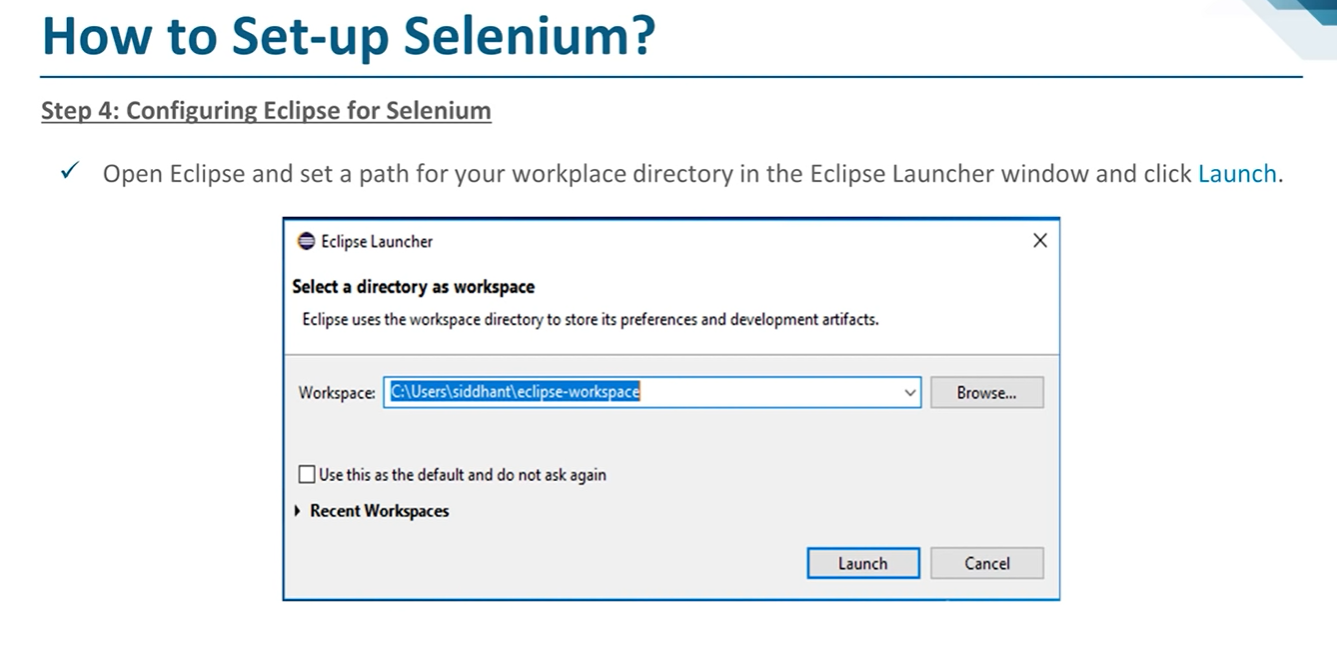 How to Set-up Selenium?
Step 4: Configuring Eclipse for Selenium
✓ Open Eclipse and set a path for your workplace directory in the Eclipse Launcher window and click Launch.
Eclipse Launcher
Select a directory as workspace
Eclipse uses the workspace directory to store its preferences and development artifacts.
Workspace: C:\Users\siddhant\eclipse-workspace Browse...
Use this as the default and do not ask again
Recent Workspaces
Launch Cancel